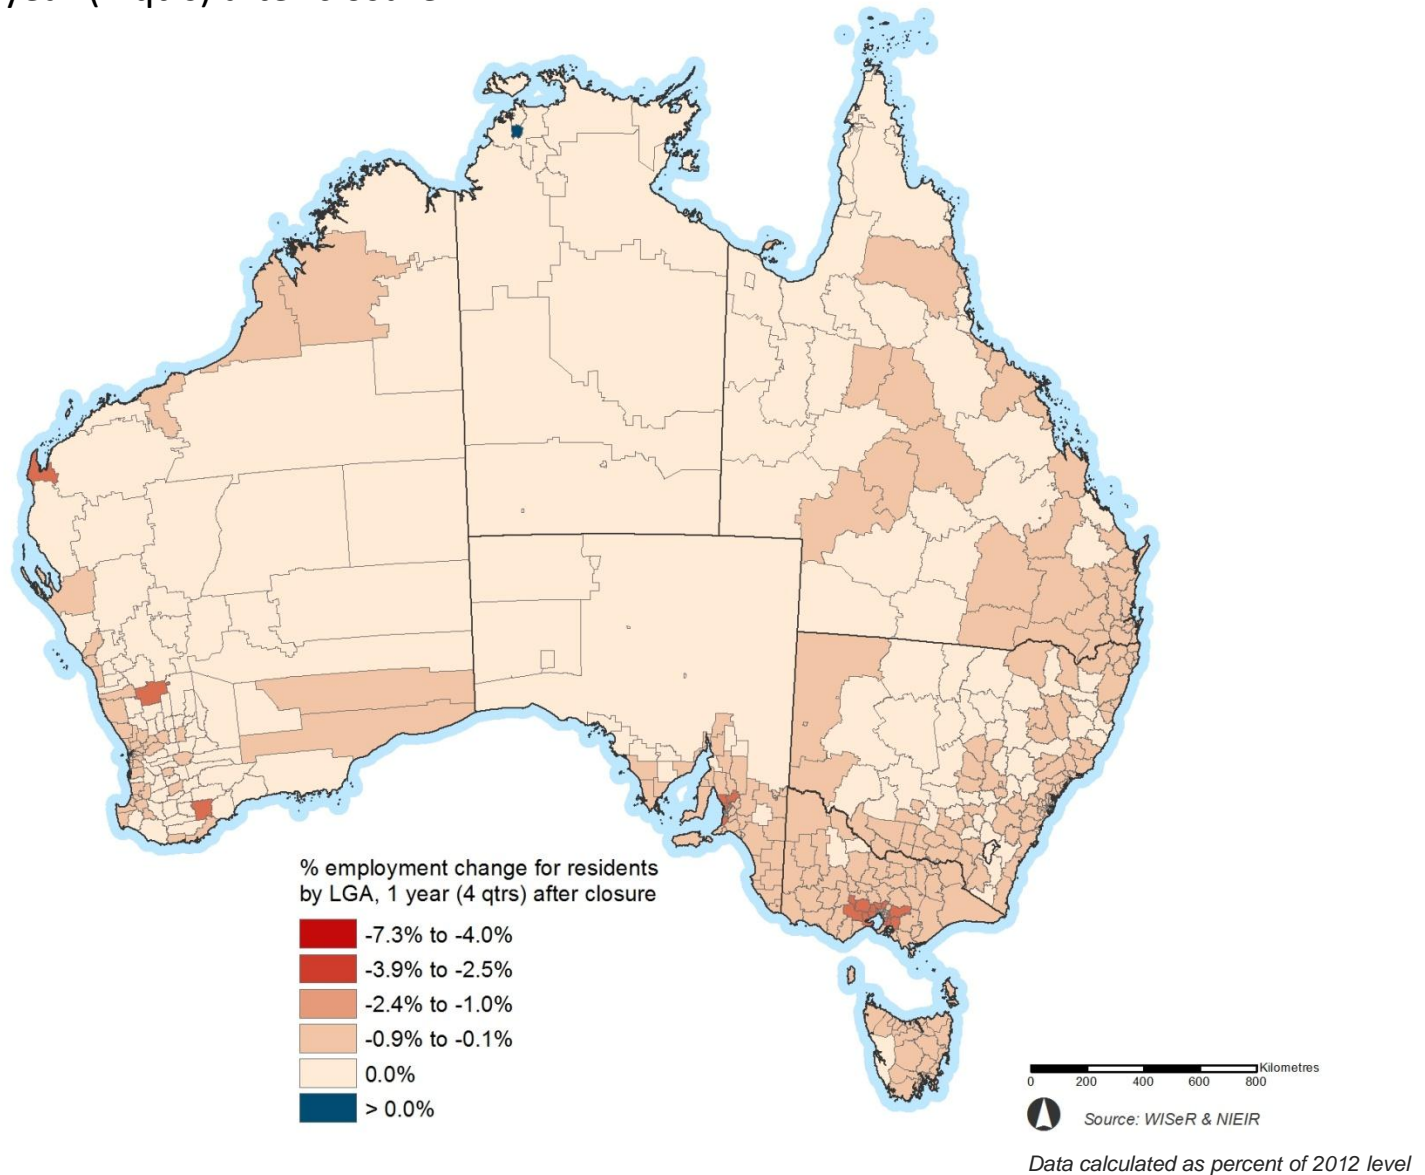 % employment change for residents
by LGA, 1 year (4 qtrs) after closure
-7.3% to -4.0%
-3.9% to -2.5%
-2.4% to -1.0%
-0.9% to -0.1%
0.0%
> 0.0%
Kilometres
0 200 400 600 800
Source: WISeR & NIEIR
Data calculated as percent of 2012 level